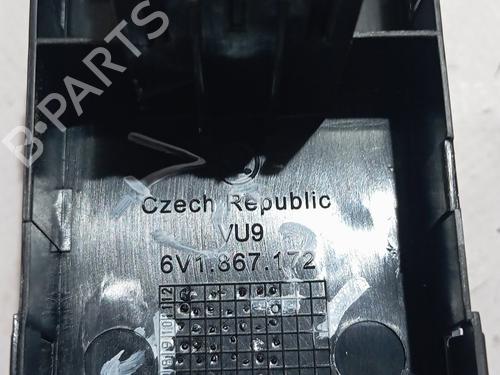 B-PARTS
Czech Republic
VU9
6V1.867.172